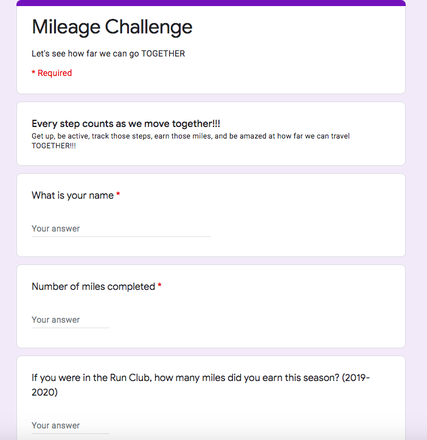 Mileage Challenge
Let's see how far we can go TOGETHER
* Required
Every step counts as we move together!!!
Get up, be active, track those steps, earn those miles, and be amazed at how far we can travel
TOGETHER!!!
What is your name *
Your answer
Number of miles completed *
Your answer
If you were in the Run Club, how many miles did you earn this season? (2019-
2020)
Your answer